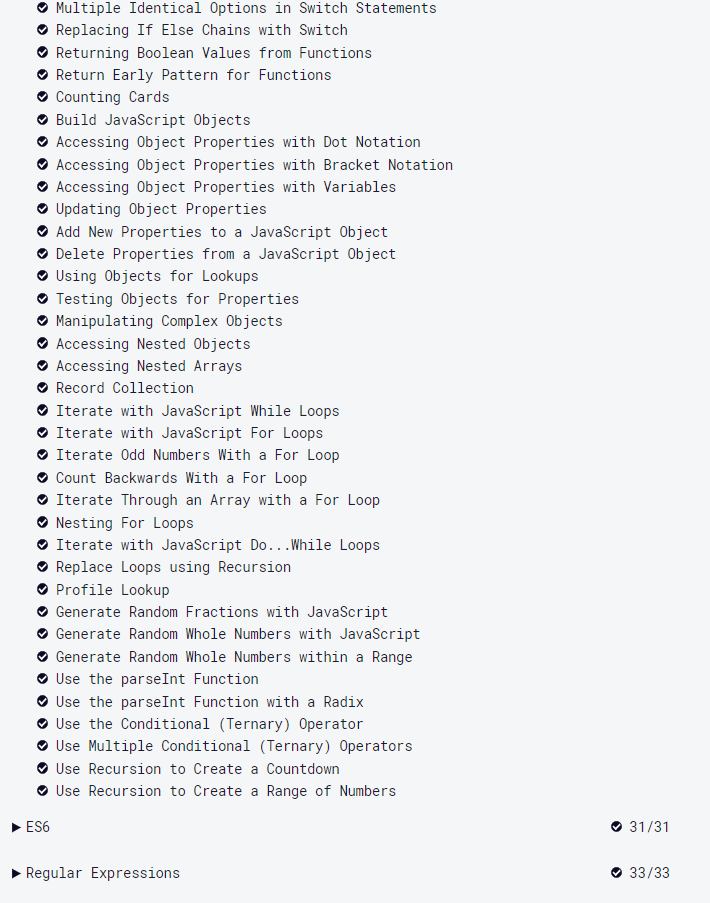 Multiple Identical Options in Switch Statements
Replacing If Else Chains with Switch
Returning Boolean Values from Functions
Return Early Pattern for Functions
Counting Cards
Build JavaScript Objects
Accessing Object Properties with Dot Notation
Accessing Object Properties with Bracket Notation
Accessing Object Properties with Variables
Updating Object Properties
Add New Properties to a JavaScript Object
Delete Properties from a JavaScript Object
Using Objects for Lookups
Testing Objects for Properties
Manipulating Complex Objects
Accessing Nested Objects
Accessing Nested Arrays
Record Collection
Iterate with JavaScript While Loops
Iterate with JavaScript For Loops
Iterate Odd Numbers With a For Loop
Count Backwards With a For Loop
Iterate Through an Array with a For Loop
Nesting For Loops
Iterate with JavaScript Do...While Loops
Replace Loops using Recursion
Profile Lookup
Generate Random Fractions with JavaScript
Generate Random Whole Numbers with JavaScript
Generate Random Whole Numbers within a Range
Use the parseInt Function
Use the parseInt Function with a Radix
Use the Conditional (Ternary) Operator
Use Multiple Conditional (Ternary) Operators
Use Recursion to Create a Countdown
Use Recursion to Create a Range of Numbers
ES6 31/31
Regular Expressions 33/33